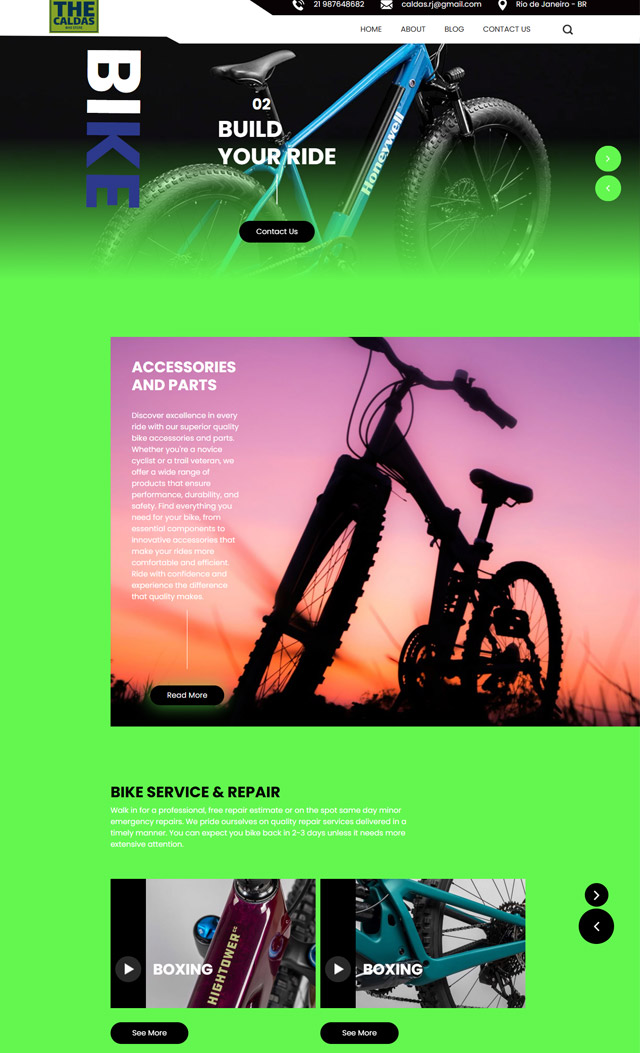 THE
CALDAS
21 987648682
caldas.rj@gmail.com
Rio de Janeiro - BR
HOME
ABOUT
BLOG
CONTACT US
BIKE
02
BUILD
YOUR RIDE
Honeywell
Contact Us
ACCESSORIES
AND PARTS
Discover excellence in every
ride with our superior quality
bike accessories and parts.
Whether you're a novice
cyclist or a trail veteran, we
offer a wide range of
products that ensure
performance, durability, and
safety. Find everything you
need for your bike, from
essential components to
innovative accessories that
make your rides more
comfortable and efficient.
Ride with confidence and
experience the difference
that quality makes.
Read More
BIKE SERVICE & REPAIR
Walk in for a professional, free repair estimate or on the spot same day minor
emergency repairs. We pride ourselves on quality repair services delivered in a
timely manner. You can expect you bike back in 2-3 days unless it needs more
extensive attention.
HIGHTOWER
BOXING
BOXING
See More
See More